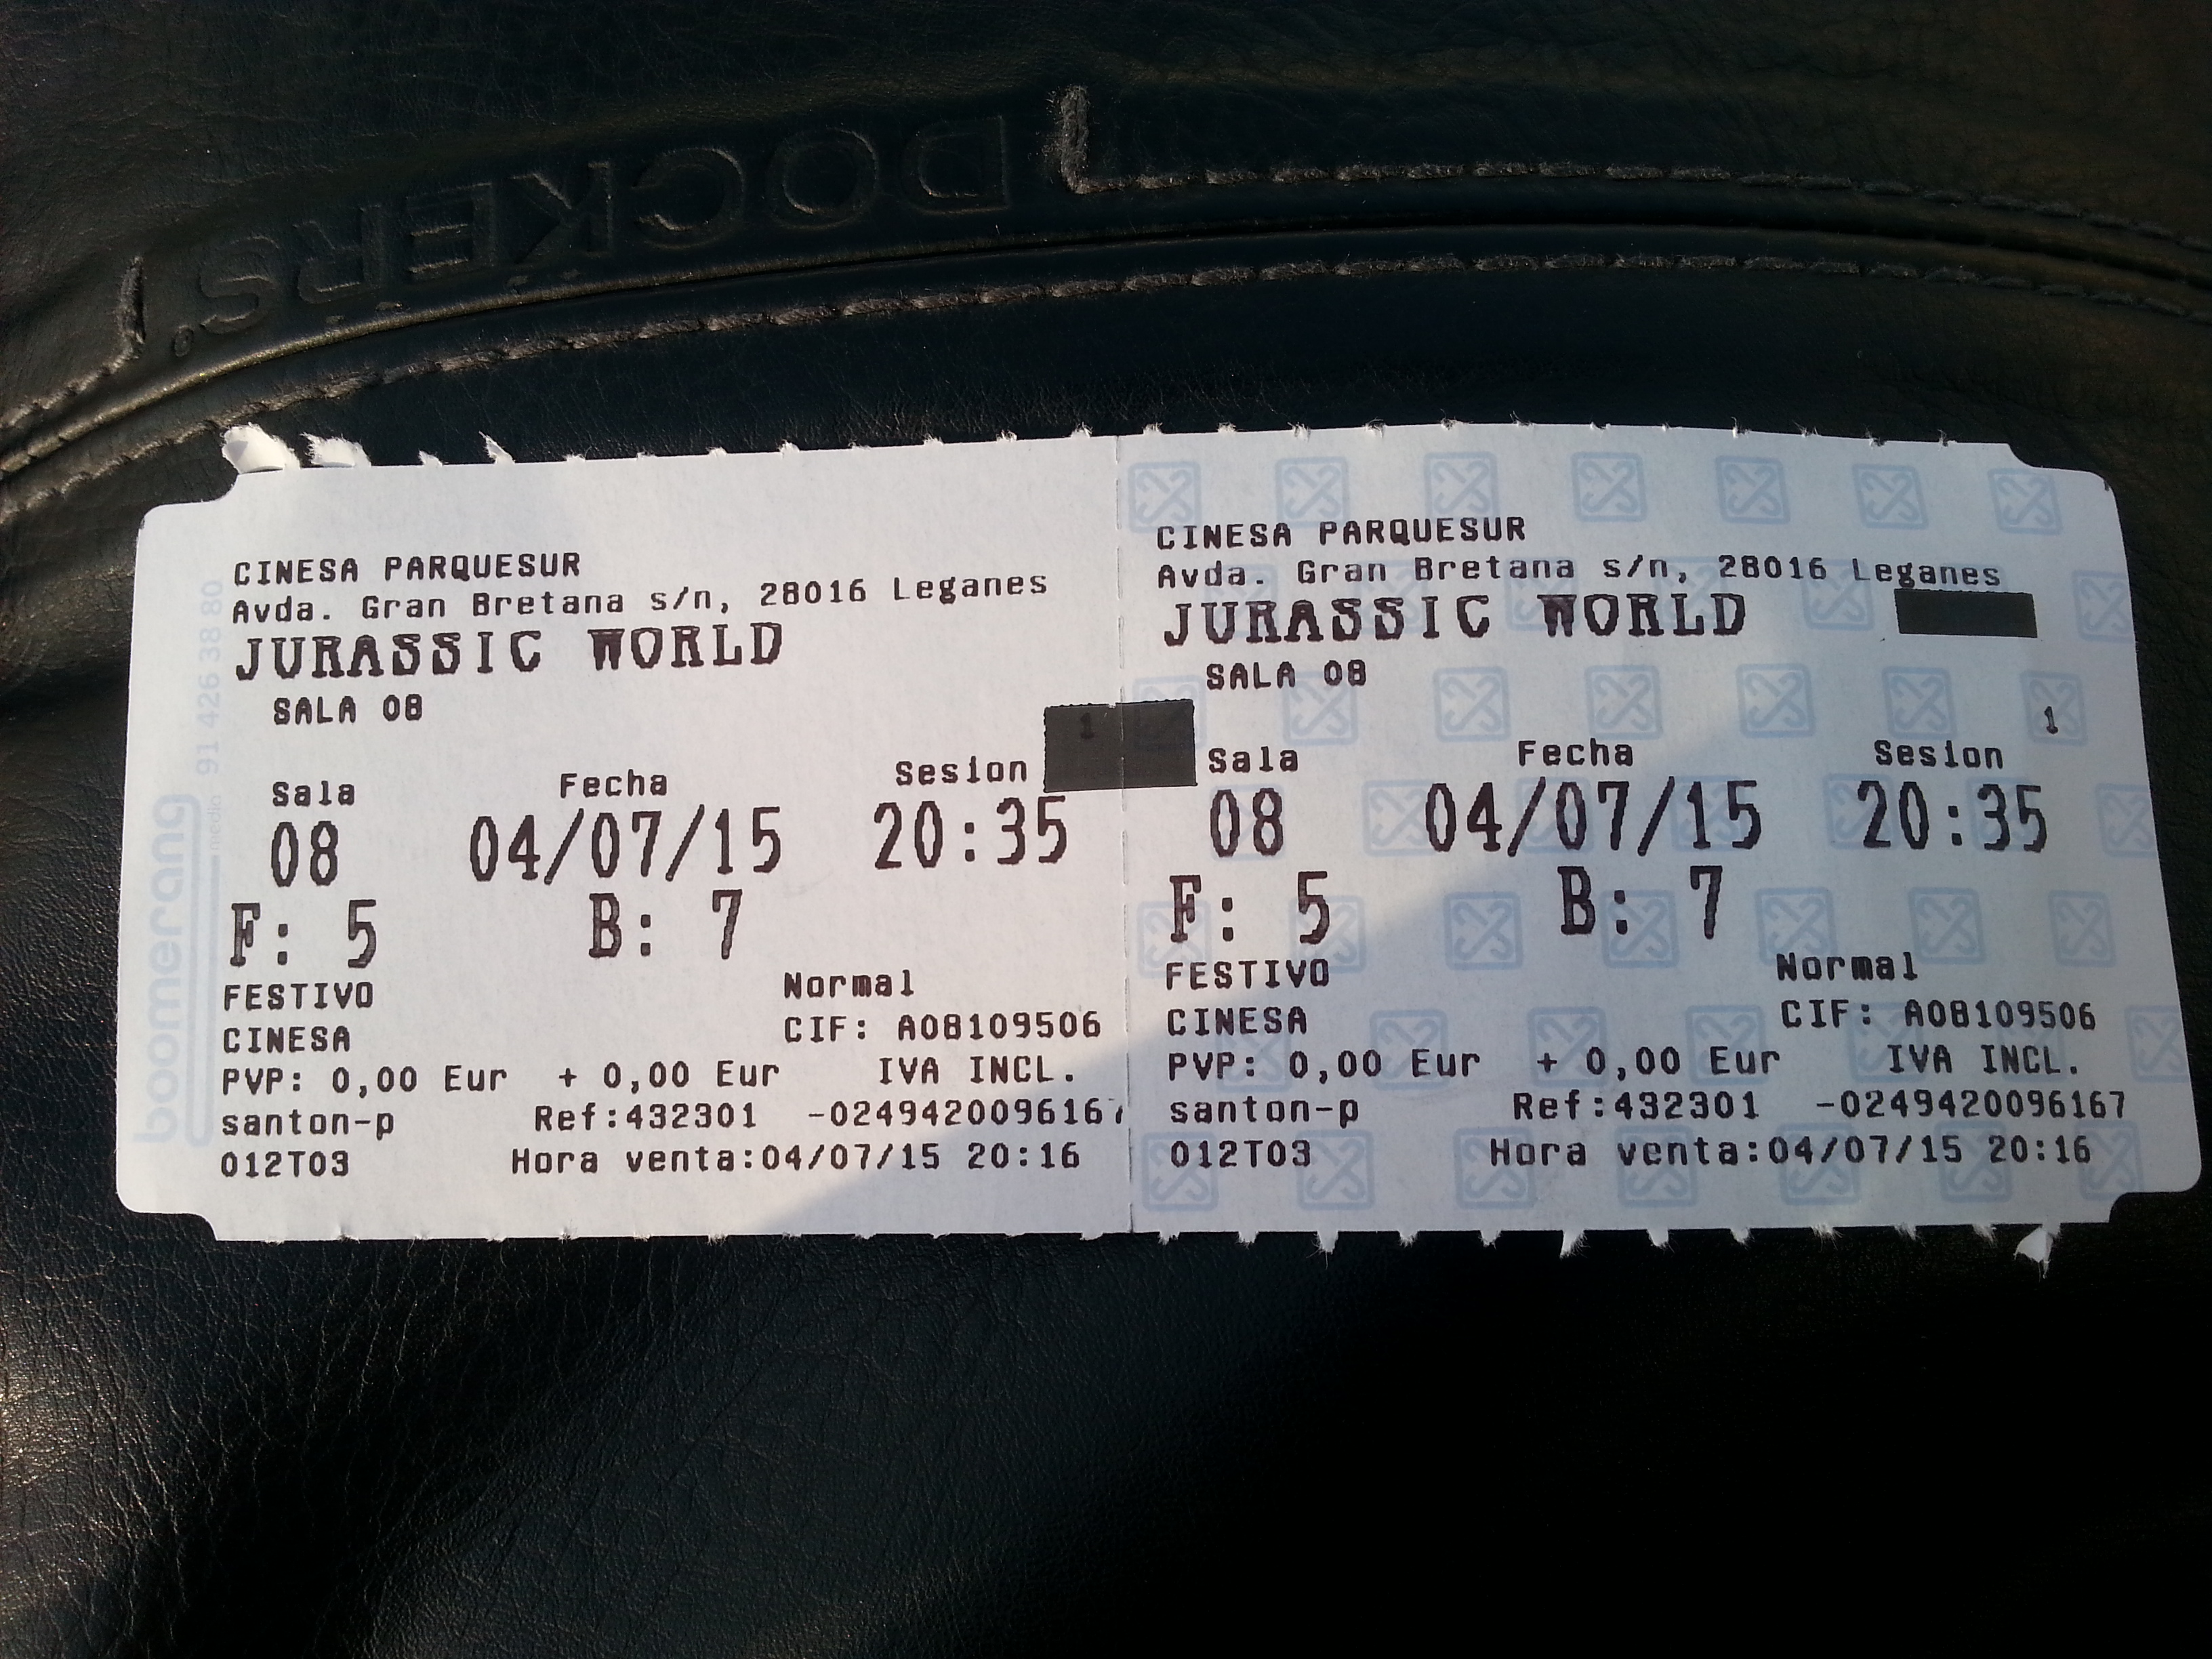 DOCKERS
CINESA PARQUESUR
Avda. Gran Bretana s/n, 28016 Leganes
JURASSIC WORLD
SALA 08
1
Sala Fecha Sesion
08 04/07/15 20:35
F: 5 B: 7
FESTIVO Normal
CINESA CIF: A08109506
PVP: 0,00 Eur + 0,00 Eur IVA INCL.
santon-p Ref:432301 -0249420096167
012T03 Hora venta:04/07/15 20:16
boomerang
media 91 426 38 80
CINESA PARQUESUR
Avda. Gran Bretana s/n, 28016 Leganes
JURASSIC WORLD
SALA 08
1
Sala Fecha Sesion
08 04/07/15 20:35
F: 5 B: 7
FESTIVO Normal
CINESA CIF: A08109506
PVP: 0,00 Eur + 0,00 Eur IVA INCL.
santon-p Ref:432301 -0249420096167
012T03 Hora venta:04/07/15 20:16